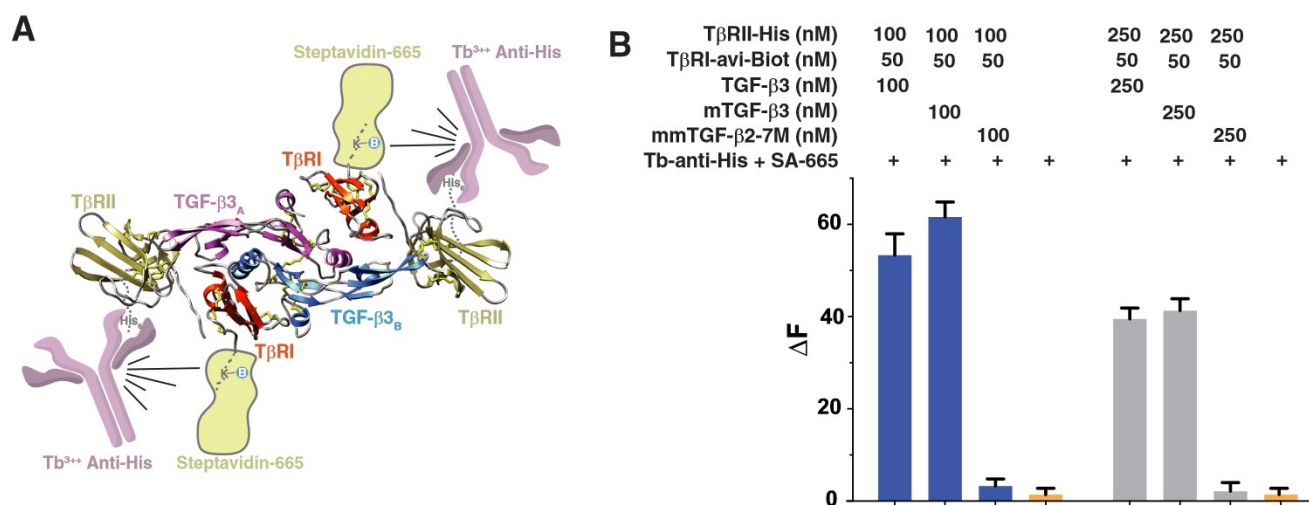 A
Steptavidin-665
Tb³⁺⁺ Anti-His
K B
TβRI
His₆
TβRII
TGF-β3A
TGF-β3B
TβRII
His₆
TβRI
K B
Tb³⁺⁺ Anti-His
Steptavidin-665
B
TβRII-His (nM) 100 100 100 250 250 250
TβRI-avi-Biot (nM) 50 50 50 50 50 50
TGF-β3 (nM) 100 250
mTGF-β3 (nM) 100 250
mmTGF-β2-7M (nM) 100 250
Tb-anti-His + SA-665 + + + + + + + +
ΔF
60
40
20
0